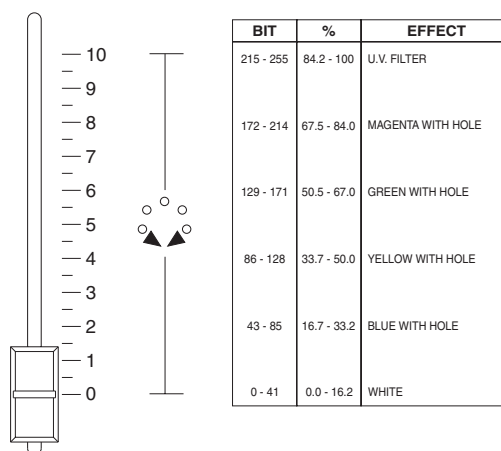 10
9
8
7
6
5
4
3
2
1
0
BIT % EFFECT
215 - 255 84.2 - 100 U.V. FILTER
172 - 214 67.5 - 84.0 MAGENTA WITH HOLE
129 - 171 50.5 - 67.0 GREEN WITH HOLE
86 - 128 33.7 - 50.0 YELLOW WITH HOLE
43 - 85 16.7 - 33.2 BLUE WITH HOLE
0 - 41 0.0 - 16.2 WHITE